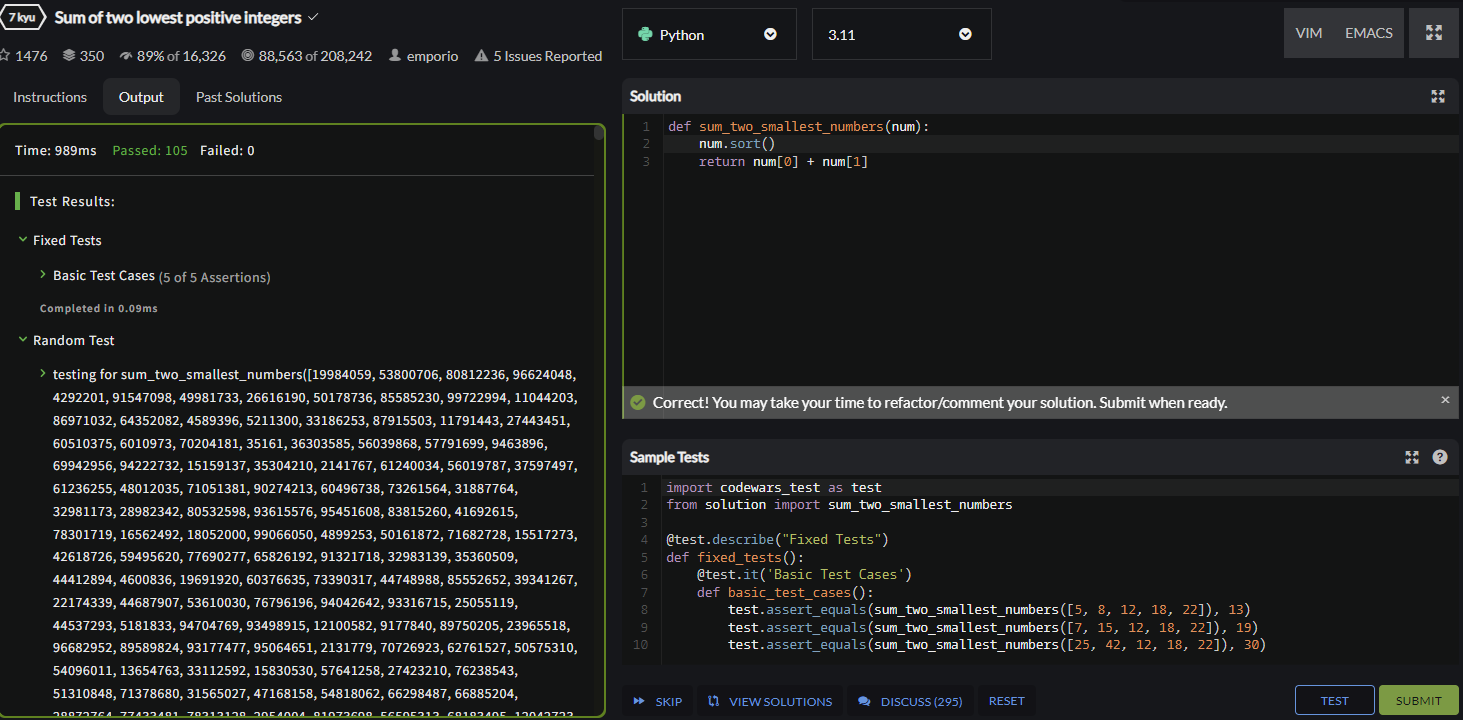 7 kyu Sum of two lowest positive integers
1476 350 89% of 16,326 88,563 of 208,242 emporio 5 Issues Reported
Instructions Output Past Solutions
Time: 989ms Passed: 105 Failed: 0
Test Results:
Fixed Tests
Basic Test Cases (5 of 5 Assertions)
Completed in 0.09ms
Random Test
testing for sum_two_smallest_numbers([19984059, 53800706, 80812236, 96624048,
4292201, 91547098, 49981733, 26616190, 50178736, 85585230, 99722994, 11044203,
86971032, 64352082, 4589396, 5211300, 33186253, 87915503, 11791443, 27443451,
60510375, 6010973, 70204181, 35161, 36303585, 56039868, 57791699, 9463896,
69942956, 94222732, 15159137, 35304210, 2141767, 61240034, 56019787, 37597497,
61236255, 48012035, 71051381, 90274213, 60496738, 73261564, 31887764,
32981173, 28982342, 80532598, 93615576, 95451608, 83815260, 41692615,
78301719, 16562492, 18052000, 99066050, 4899253, 50161872, 71682728, 15517273,
42618726, 59495620, 77690277, 65826192, 91321718, 32983139, 35360509,
44412894, 4600836, 19691920, 60376635, 73390317, 44748988, 85552652, 39341267,
22174339, 44687907, 53610030, 76796196, 94042642, 93316715, 25055119,
44537293, 5181833, 94704769, 93498915, 12100582, 9177840, 89750205, 23965518,
96682952, 89589824, 93177477, 95064651, 2131779, 70726923, 62761527, 50575310,
54096011, 13654763, 33112592, 15830530, 57641258, 27423210, 76238543,
51310848, 71378680, 31565027, 47168158, 54818062, 66298487, 66885204,
Python 3.11 VIM EMACS
Solution
1 def sum_two_smallest_numbers(num):
2 num.sort()
3 return num[0] + num[1]
Correct! You may take your time to refactor/comment your solution. Submit when ready. ×
Sample Tests ?
1 import codewars_test as test
2 from solution import sum_two_smallest_numbers
3
4 @test.describe("Fixed Tests")
5 def fixed_tests():
6 @test.it('Basic Test Cases')
7 def basic_test_cases():
8 test.assert_equals(sum_two_smallest_numbers([5, 8, 12, 18, 22]), 13)
9 test.assert_equals(sum_two_smallest_numbers([7, 15, 12, 18, 22]), 19)
10 test.assert_equals(sum_two_smallest_numbers([25, 42, 12, 18, 22]), 30)
SKIP VIEW SOLUTIONS DISCUSS (295) RESET TEST SUBMIT